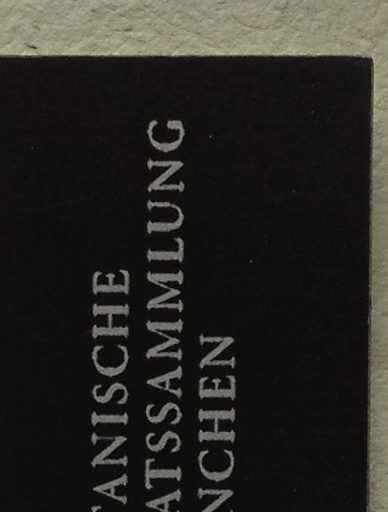 TANISCHE
ATSSAMMLUNG
NCHEN